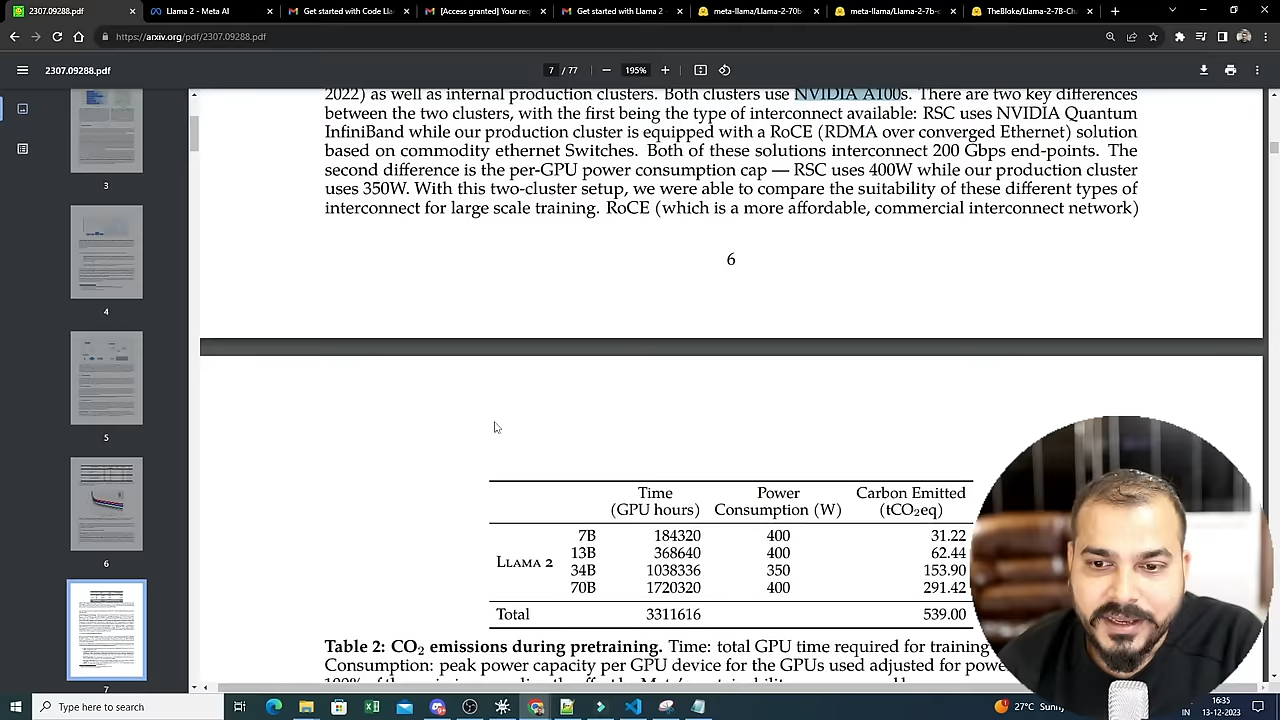 2307.09288.pdf
Llama 2 - Meta AI
Get started with Code Lla
[Access granted] Your req
Get started with Llama 2
meta-llama/Llama-2-70b
meta-llama/Llama-2-7b-c
TheBloke/Llama-2-7B-Ch
https://arxiv.org/pdf/2307.09288.pdf
2307.09288.pdf
7 / 77
195%
3
4
5
6
7
2022) as well as internal production clusters. Both clusters use NVIDIA A100s. There are two key differences
between the two clusters, with the first being the type of interconnect available: RSC uses NVIDIA Quantum
InfiniBand while our production cluster is equipped with a RoCE (RDMA over converged Ethernet) solution
based on commodity ethernet Switches. Both of these solutions interconnect 200 Gbps end-points. The
second difference is the per-GPU power consumption cap — RSC uses 400W while our production cluster
uses 350W. With this two-cluster setup, we were able to compare the suitability of these different types of
interconnect for large scale training. RoCE (which is a more affordable, commercial interconnect network)
6
Time Power Carbon Emitted
(GPU hours) Consumption (W) (tCO₂eq)
7B 184320 400 31.22
13B 368640 400 62.44
LLAMA 2
34B 1038336 350 153.90
70B 1720320 400 291.42
Total 3311616 539.00
Table 2: CO₂ emissions during pretraining. Time: total GPU time required for training
Consumption: peak power capacity per GPU device for the GPUs used adjusted for powe
Type here to search
27°C Sunny
16:35
IN
13-12-2023